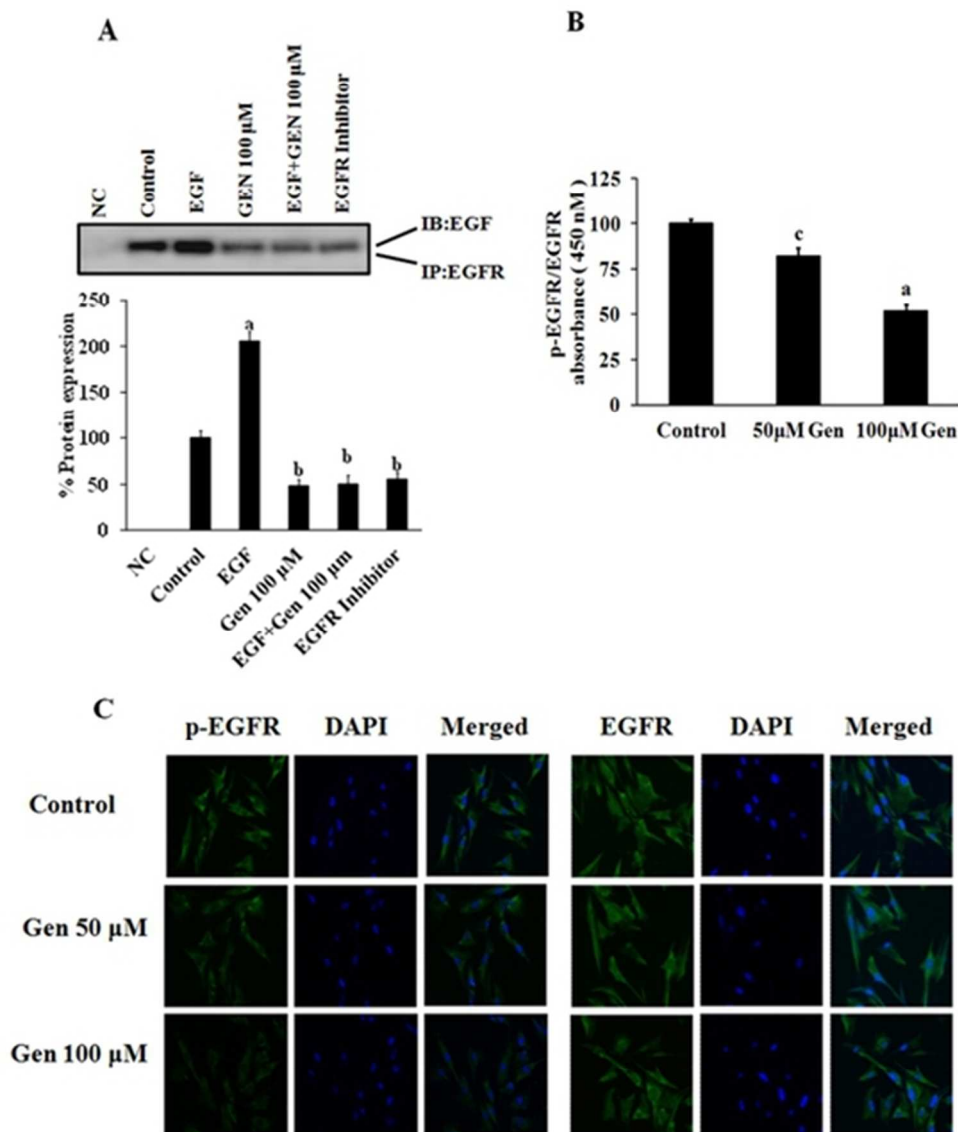 A
NC
Control
EGF
GEN 100 µM
EGF+GEN 100 µM
EGFR Inhibitor
IB:EGF
IP:EGFR
% Protein expression
250
200
150
100
50
0
a
b
b
b
NC
Control
EGF
Gen 100 µM
EGF+Gen 100 µm
EGFR Inhibitor
B
p-EGFR/EGFR
absorbance ( 450 nM )
125
100
75
50
25
0
c
a
Control 50µM Gen 100µM Gen
C
p-EGFR DAPI Merged EGFR DAPI Merged
Control
Gen 50 µM
Gen 100 µM